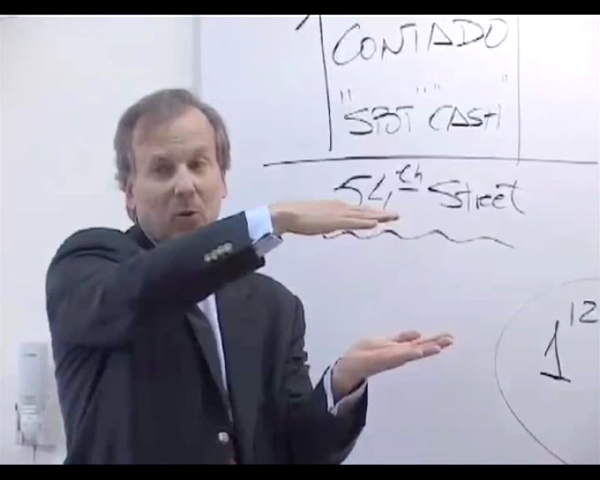 CONTADO
" " " "
SPOT CASH
54th Street
1 12